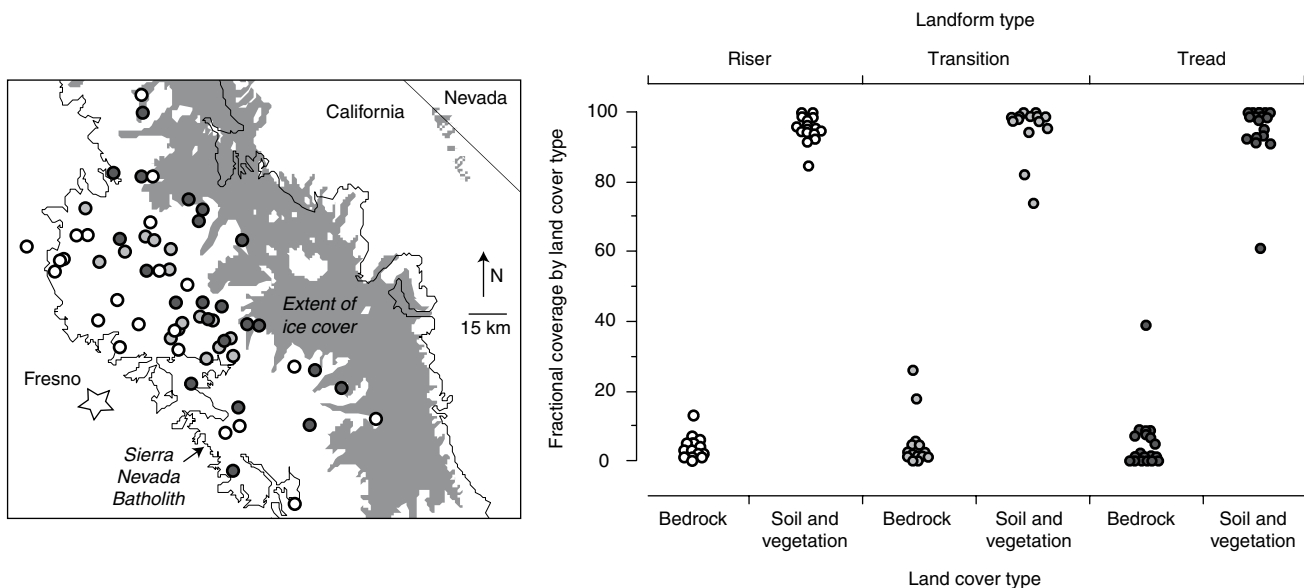 California
Nevada
N
15 km
Extent of
ice cover
Fresno
Sierra
Nevada
Batholith
Landform type
Riser
Transition
Tread
Fractional coverage by land cover type
100
80
60
40
20
0
Bedrock
Soil and
vegetation
Bedrock
Soil and
vegetation
Bedrock
Soil and
vegetation
Land cover type